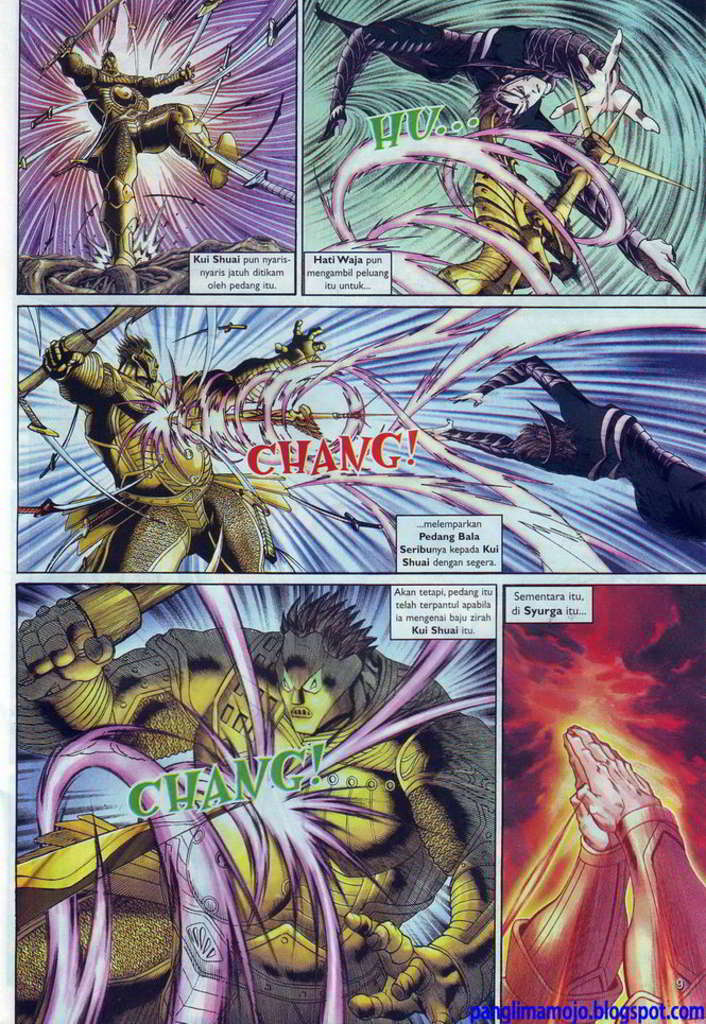 Kui Shuai pun nyaris-
nyaris jatuh ditikam
oleh pedang itu.
HU...
Hati Waja pun
mengambil peluang
itu untuk...
CHANG!
...melemparkan
Pedang Bala
Seribunya kepada Kui
Shuai dengan segera.
Akan tetapi, pedang itu
telah terpantul apabila
ia mengenai baju zirah
Kui Shuai itu.
CHANG!
Sementara itu,
di Syurga itu...
9
panglimamojo.blogspot.com